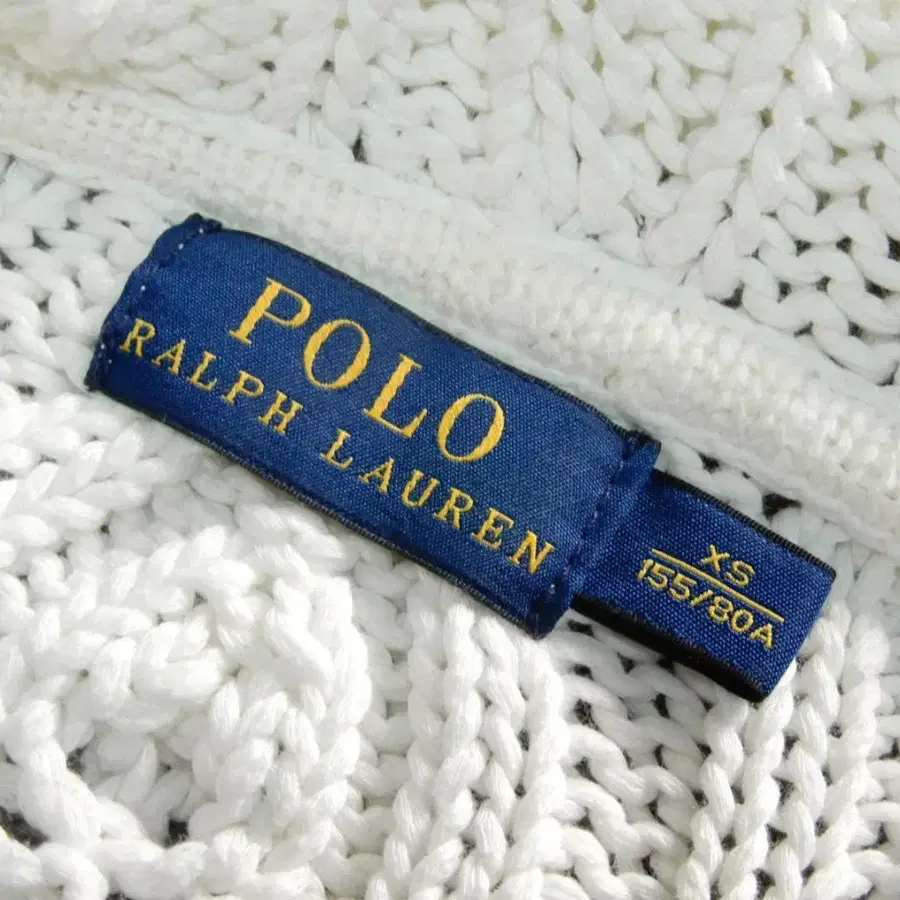 POLO
RALPH LAUREN
XS
155/80A